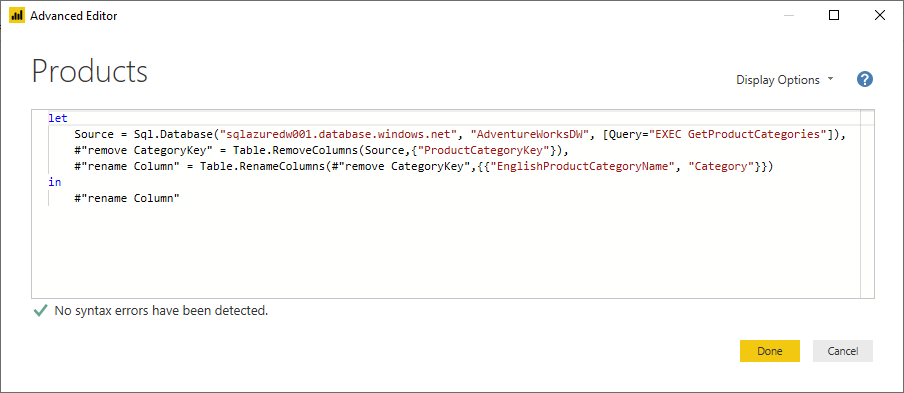 Advanced Editor
Products
Display Options
?
let
Source = Sql.Database("sqlazuredw001.database.windows.net", "AdventureWorksDW", [Query="EXEC GetProductCategories"]),
#"remove CategoryKey" = Table.RemoveColumns(Source,{"ProductCategoryKey"}),
#"rename Column" = Table.RenameColumns(#"remove CategoryKey",{{"EnglishProductCategoryName", "Category"}})
in
#"rename Column"
No syntax errors have been detected.
Done
Cancel